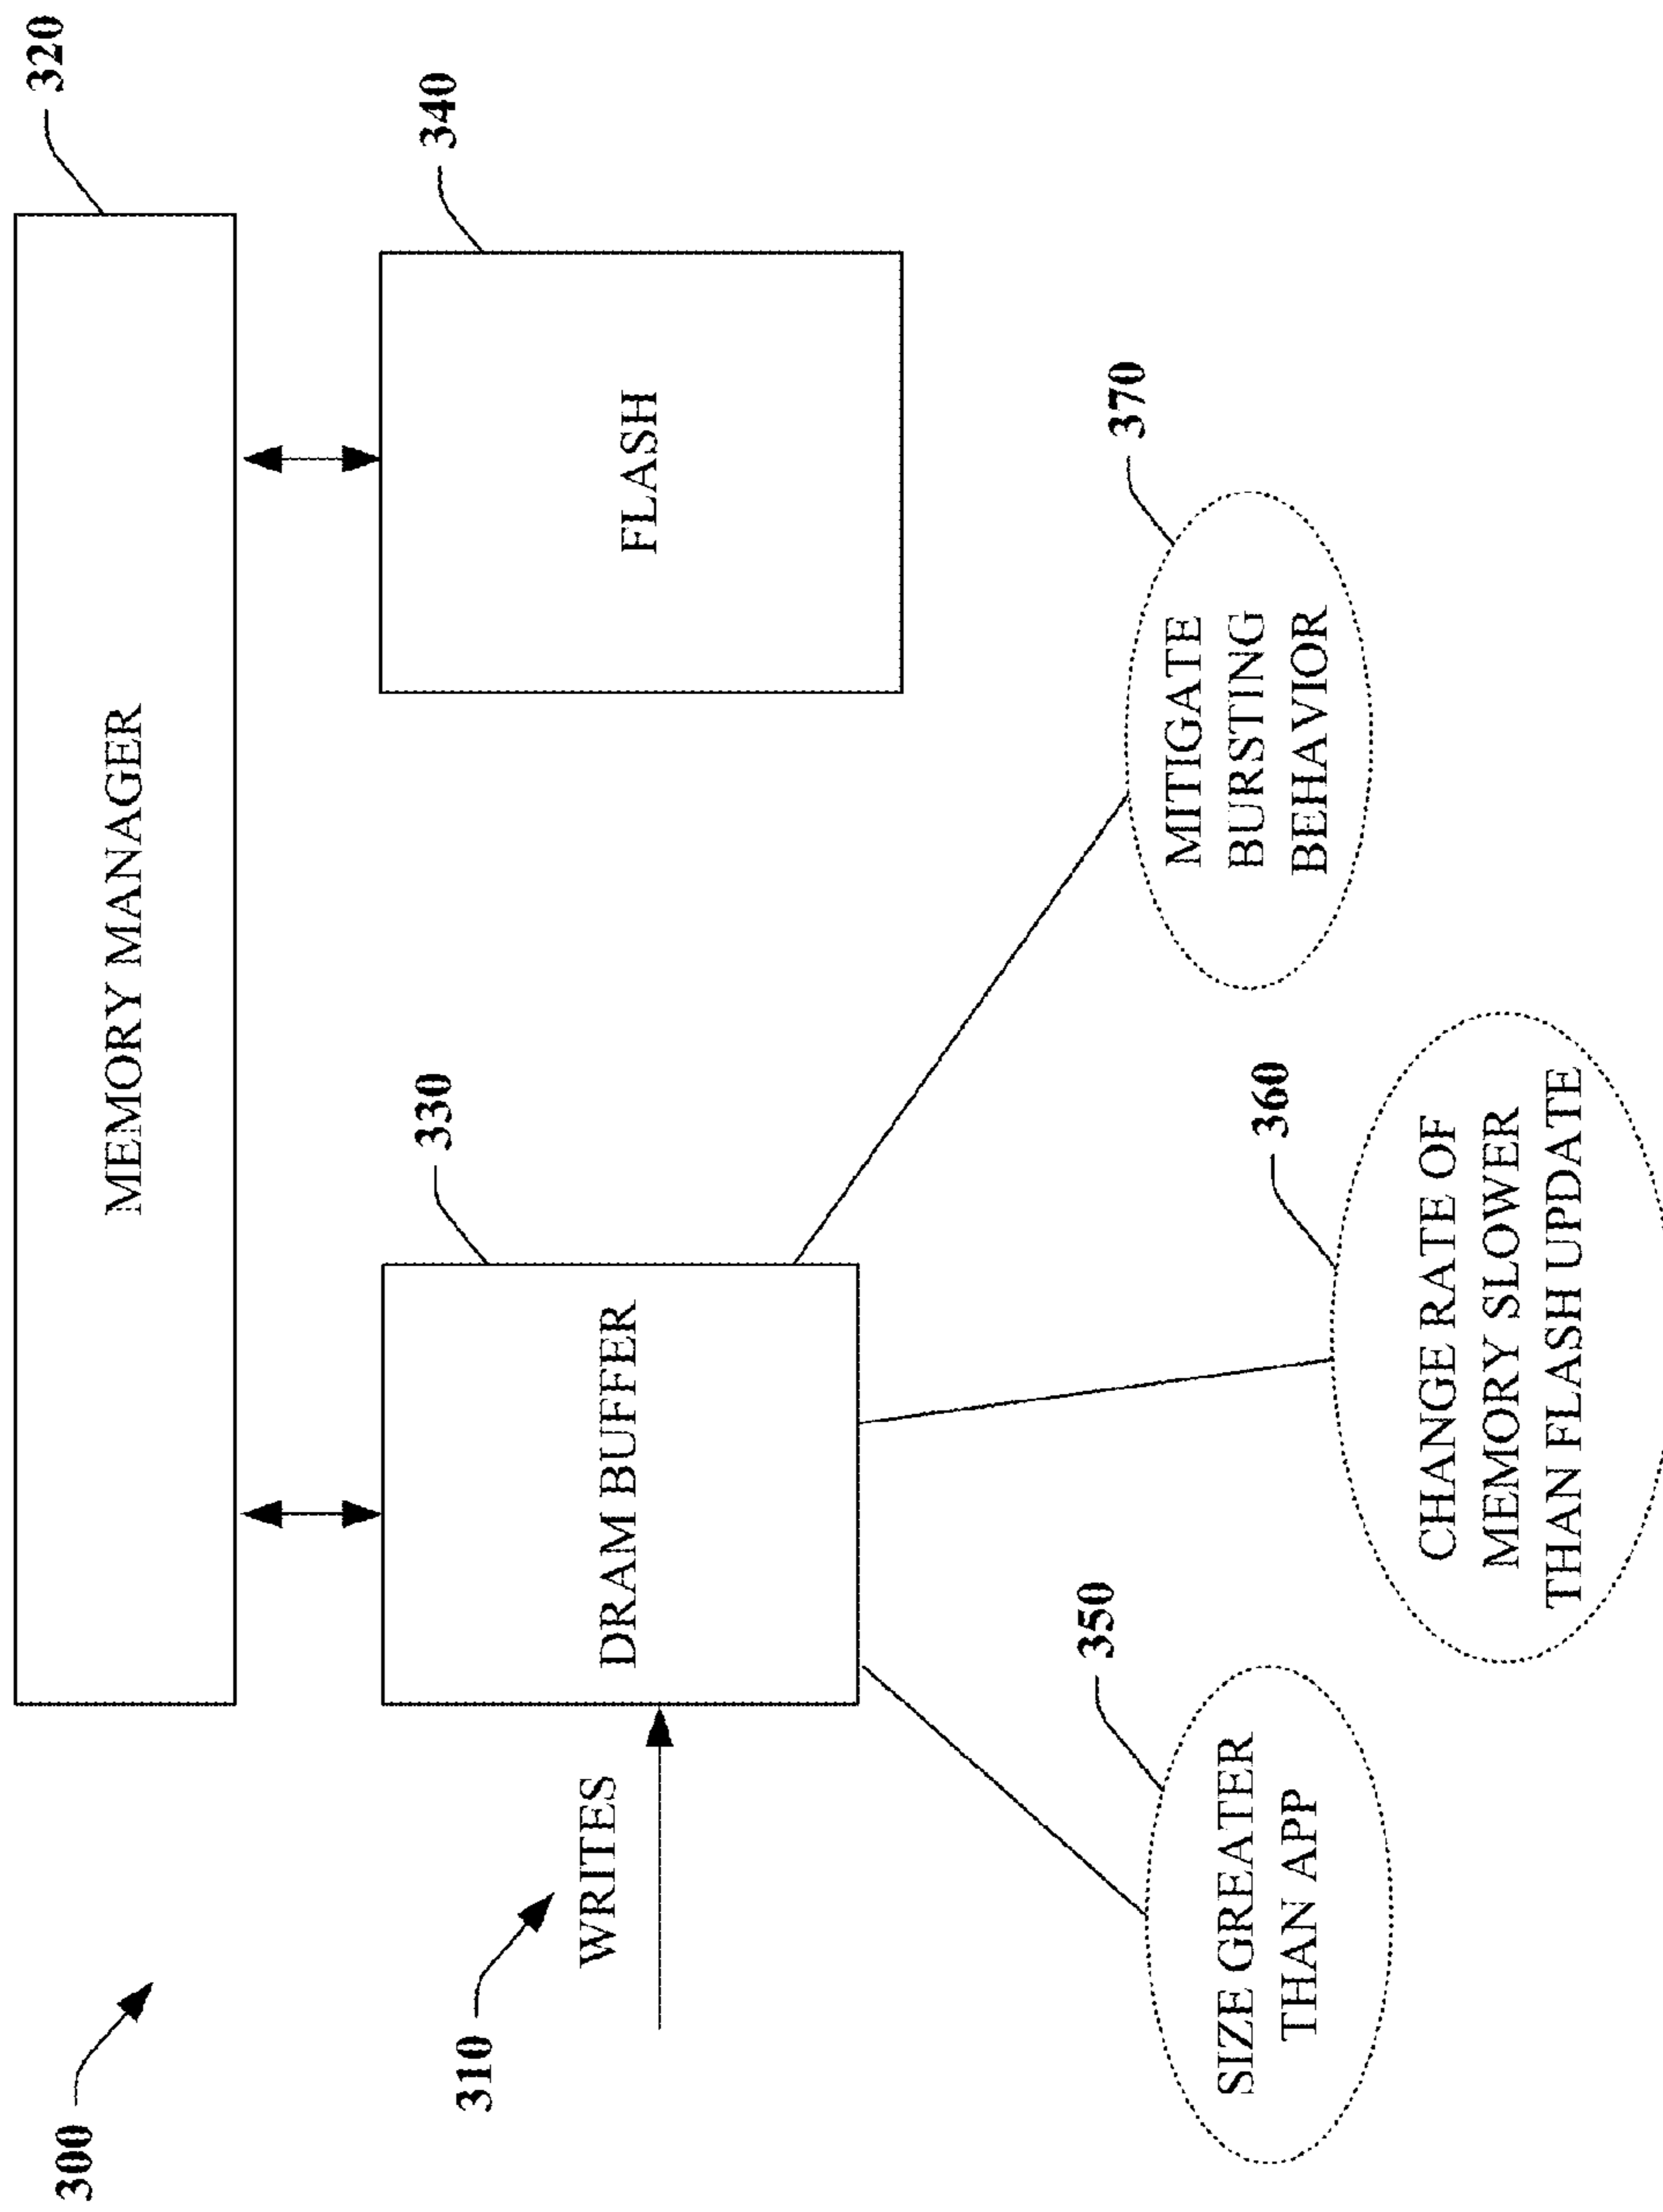 300
320
MEMORY MANAGER
310
WRITES
330
DRAM BUFFER
340
FLASH
350
SIZE GREATER
THAN APP
360
CHANGE RATE OF
MEMORY SLOWER
THAN FLASH UPDATE
370
MITIGATE
BURSTING
BEHAVIOR